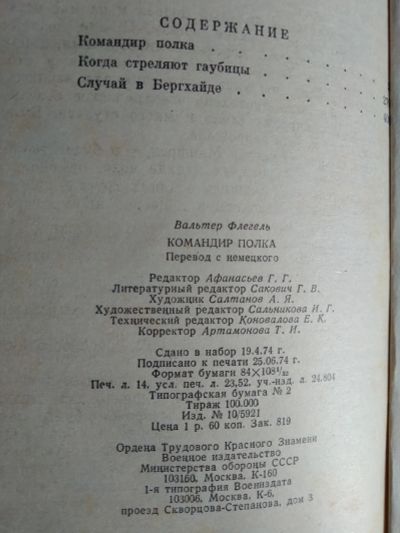 СОДЕРЖАНИЕ
Командир полка . . . . . .
Когда стреляют гаубицы . . . . .
Случай в Бергхайде . . . . . .
Вальтер Флегель
КОМАНДИР ПОЛКА
Перевод с немецкого
Редактор Афанасьев Г. Г.
Литературный редактор Сакович Г. В.
Художник Салтанов А. Я.
Художественный редактор Сальникова И. Г.
Технический редактор Коновалова Е. К.
Корректор Артамонова Т. И.
Сдано в набор 19.4.74 г.
Подписано к печати 25.06.74 г.
Формат бумаги 84×108¹/₃₂
Печ. л. 14. усл. печ. л. 23,52. уч.-изд. л. 24.804
Типографская бумага № 2
Тираж 100.000
Изд. № 10/5921
Цена 1 р. 60 коп. Зак. 819
Ордена Трудового Красного Знамени
Военное издательство
Министерства обороны СССР
103160, Москва, К-160
1-я типография Воениздата
103006, Москва, К-6,
проезд Скворцова-Степанова, дом 3